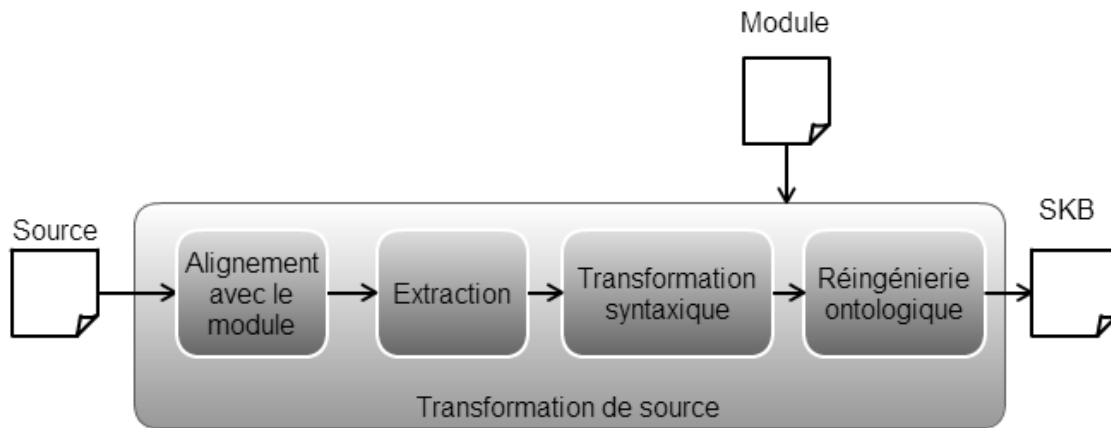 Module
Source
SKB
Alignement
avec le
module
Extraction
Transformation
syntaxique
Réingénierie
ontologique
Transformation de source